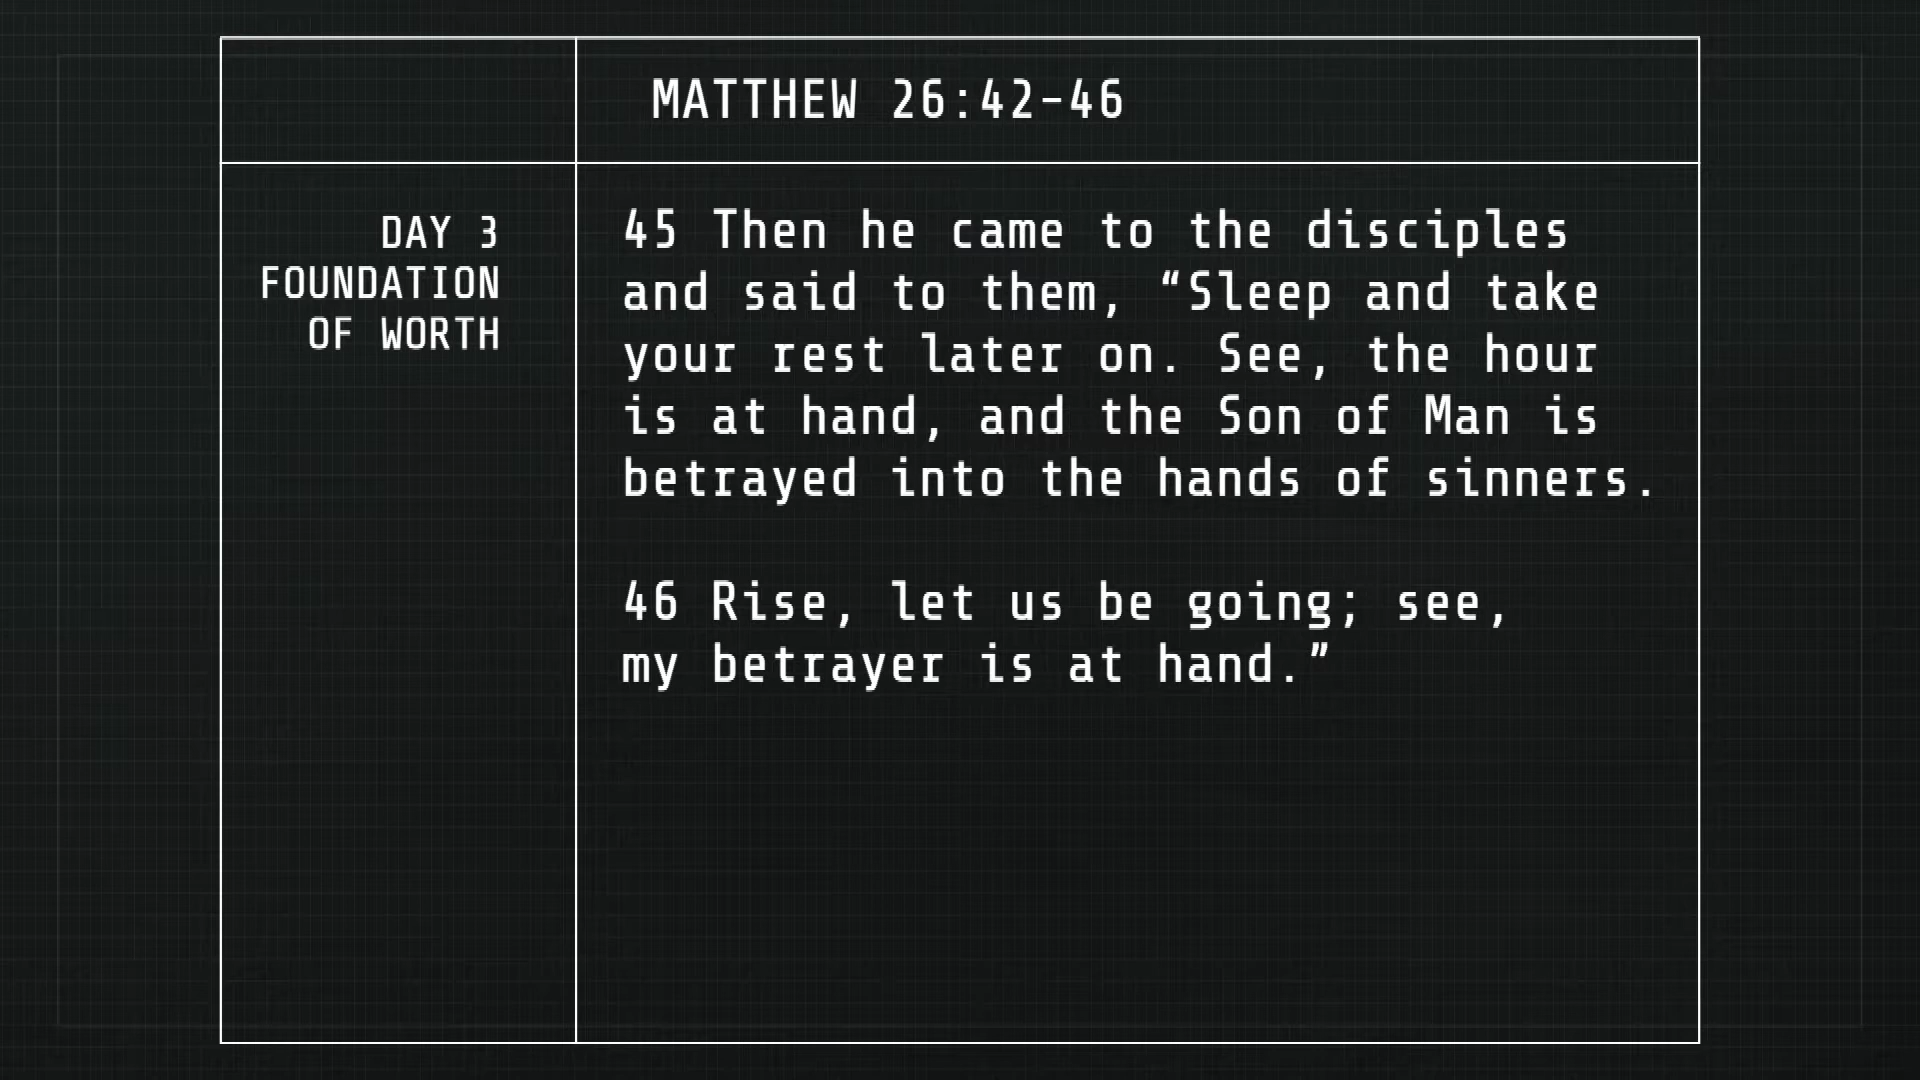 MATTHEW 26:42-46
DAY 3
FOUNDATION
OF WORTH
45 Then he came to the disciples
and said to them, “Sleep and take
your rest later on. See, the hour
is at hand, and the Son of Man is
betrayed into the hands of sinners.
46 Rise, let us be going; see,
my betrayer is at hand.”